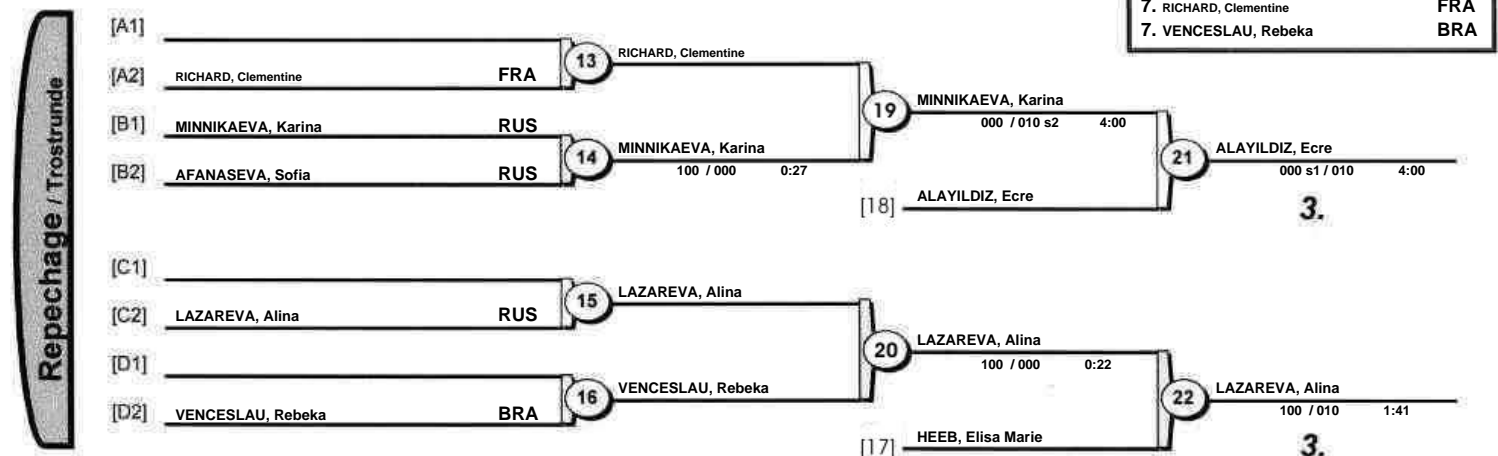 7. RICHARD, Clementine FRA
7. VENCESLAU, Rebeka BRA
Repechage / Trostrunde
[A1]
[A2] RICHARD, Clementine FRA
13 RICHARD, Clementine
[B1] MINNIKAEVA, Karina RUS
[B2] AFANASEVA, Sofia RUS
14 MINNIKAEVA, Karina
100 / 000 0:27
19 MINNIKAEVA, Karina
000 / 010 s2 4:00
[18] ALAYILDIZ, Ecre
21 ALAYILDIZ, Ecre
000 s1 / 010 4:00
3.
[C1]
[C2] LAZAREVA, Alina RUS
15 LAZAREVA, Alina
[D1]
[D2] VENCESLAU, Rebeka BRA
16 VENCESLAU, Rebeka
20 LAZAREVA, Alina
100 / 000 0:22
[17] HEEB, Elisa Marie
22 LAZAREVA, Alina
100 / 010 1:41
3.